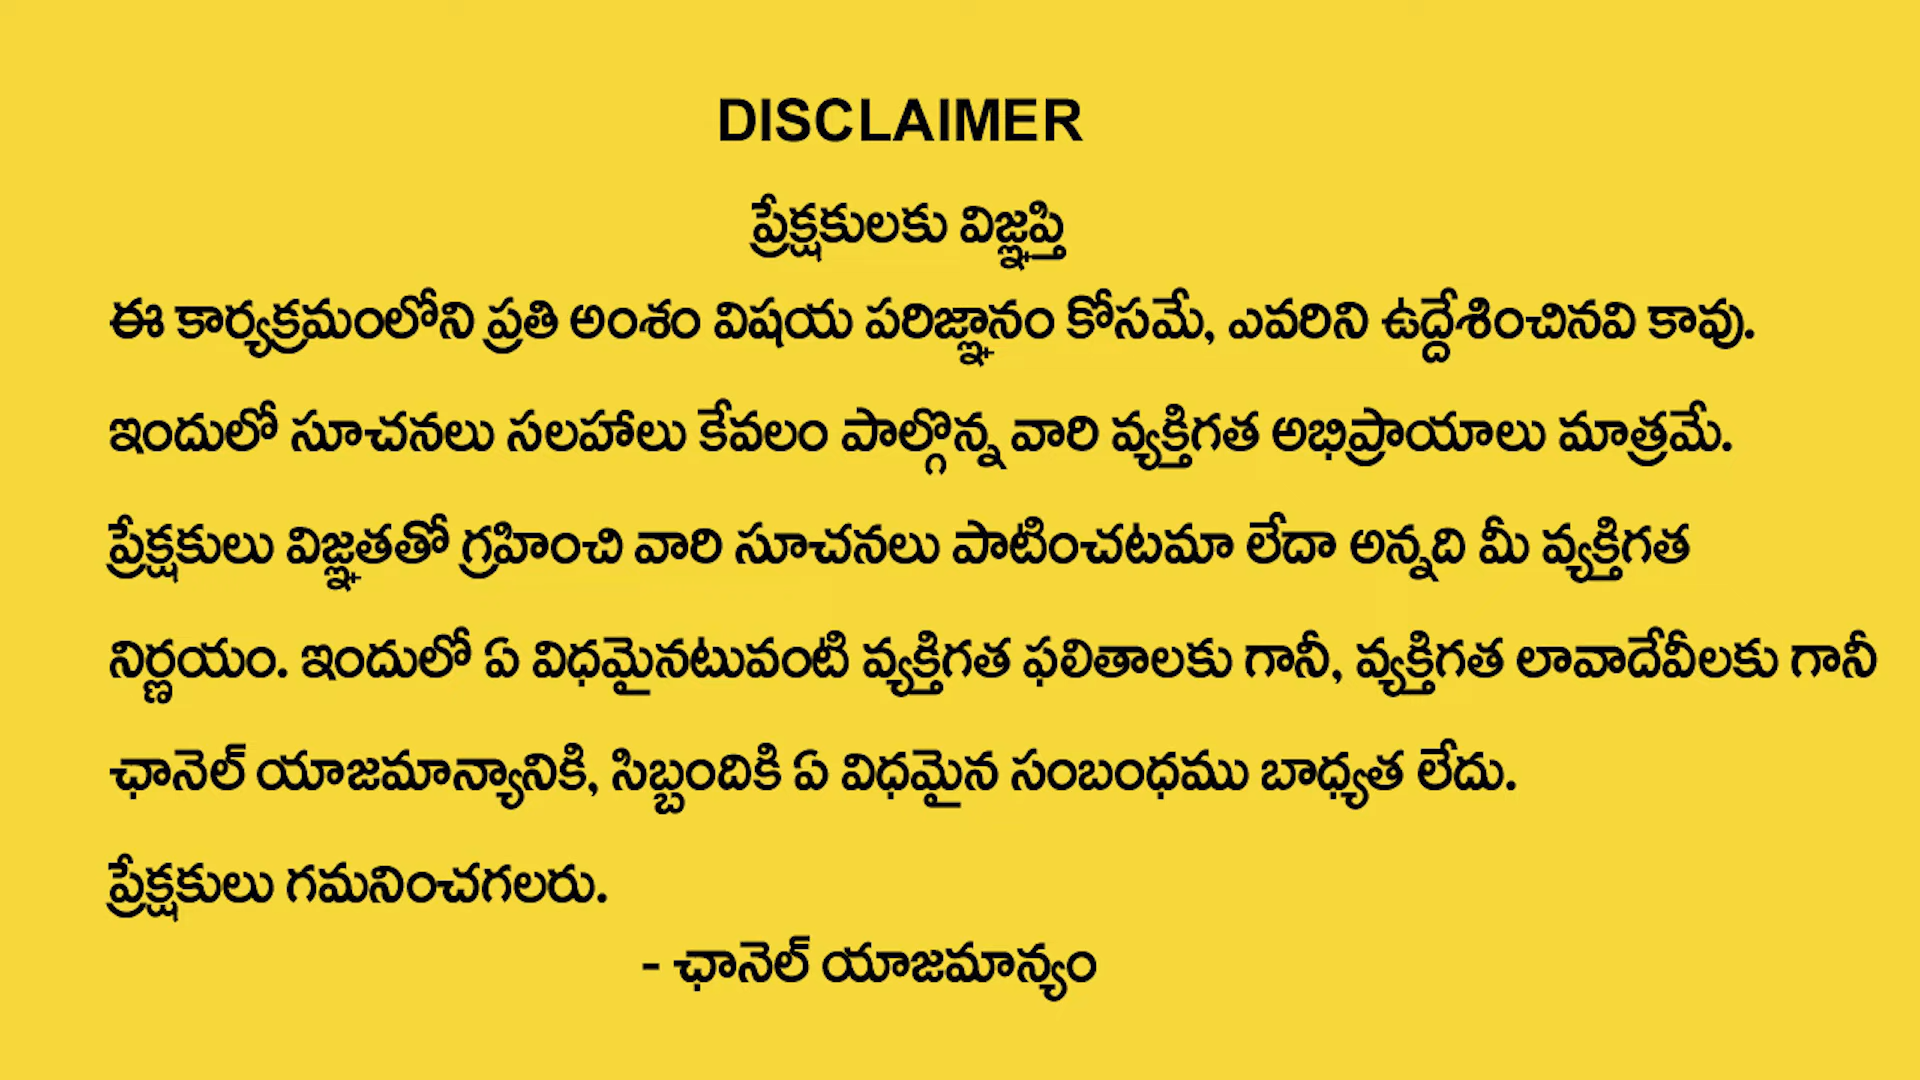 DISCLAIMER
ప్రేక్షకులకు విజ్ఞప్తి
ఈ కార్యక్రమంలోని ప్రతి అంశం విషయ పరిజ్ఞానం కోసమే, ఎవరిని ఉద్దేశించినవి కావు.
ఇందులో సూచనలు సలహాలు కేవలం పాల్గొన్న వారి వ్యక్తిగత అభిప్రాయాలు మాత్రమే.
ప్రేక్షకులు విజ్ఞతతో గ్రహించి వారి సూచనలు పాటించటమా లేదా అన్నది మీ వ్యక్తిగత
నిర్ణయం. ఇందులో ఏ విధమైనటువంటి వ్యక్తిగత ఫలితాలకు గానీ, వ్యక్తిగత లావాదేవీలకు గానీ
ఛానెల్ యాజమాన్యానికి, సిబ్బందికి ఏ విధమైన సంబంధము బాధ్యత లేదు.
ప్రేక్షకులు గమనించగలరు.
- ఛానెల్ యాజమాన్యం